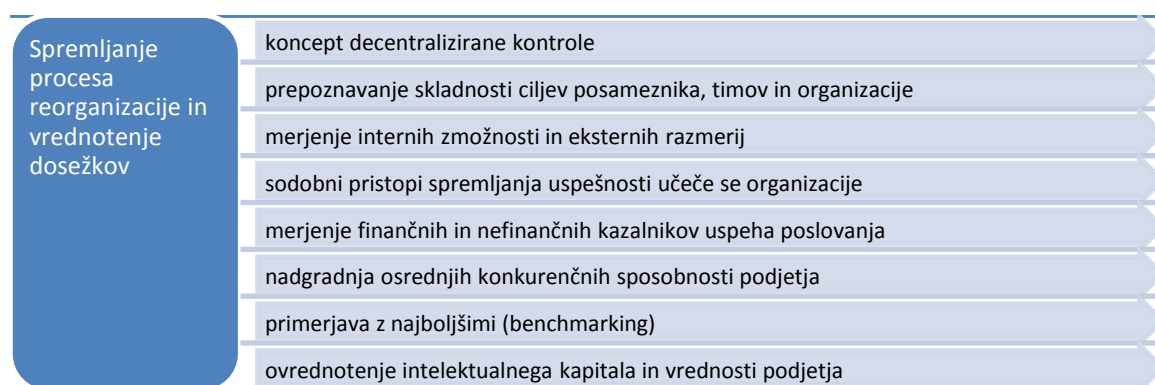 Spremljanje
procesa
reorganizacije in
vrednotenje
dosežkov
koncept decentralizirane kontrole
prepoznavanje skladnosti ciljev posameznika, timov in organizacije
merjenje internih zmožnosti in eksternih razmerij
sodobni pristopi spremljanja uspešnosti učeče se organizacije
merjenje finančnih in nefinančnih kazalnikov uspeha poslovanja
nadgradnja osrednjih konkurenčnih sposobnosti podjetja
primerjava z najboljšimi (benchmarking)
ovrednotenje intelektualnega kapitala in vrednosti podjetja